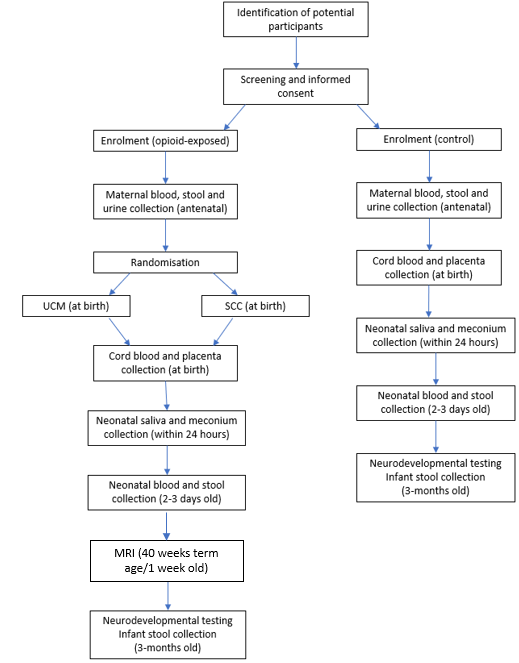 Identification of potential
participants
Screening and informed
consent
Enrolment (opioid-exposed)
Maternal blood, stool and
urine collection (antenatal)
Randomisation
UCM (at birth)
SCC (at birth)
Cord blood and placenta
collection (at birth)
Neonatal saliva and meconium
collection (within 24 hours)
Neonatal blood and stool
collection (2-3 days old)
MRI (40 weeks term
age/1 week old)
Neurodevelopmental testing
Infant stool collection
(3-months old)
Enrolment (control)
Maternal blood, stool and
urine collection (antenatal)
Cord blood and placenta
collection (at birth)
Neonatal saliva and meconium
collection (within 24 hours)
Neonatal blood and stool
collection (2-3 days old)
Neurodevelopmental testing
Infant stool collection
(3-months old)